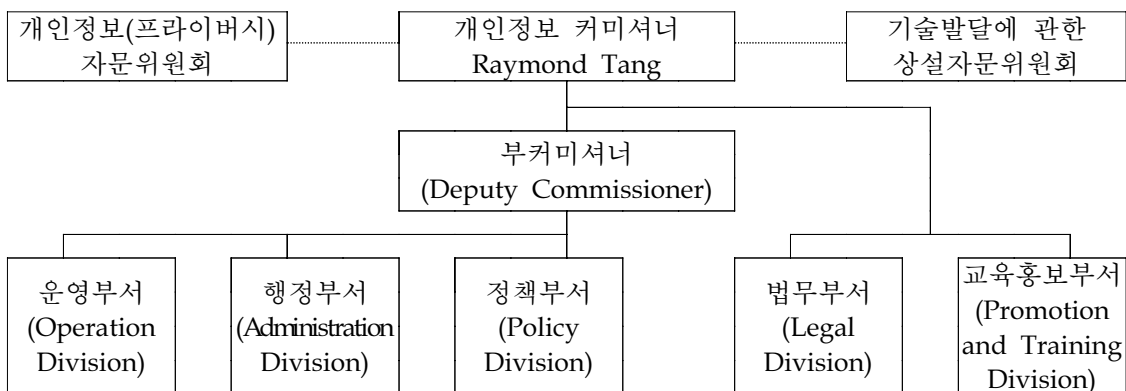 개인정보(프라이버시)
자문위원회
개인정보 커미셔너
Raymond Tang
기술발달에 관한
상설자문위원회
부커미셔너
(Deputy Commissioner)
운영부서
(Operation
Division)
행정부서
(Administration
Division)
정책부서
(Policy
Division)
법무부서
(Legal
Division)
교육홍보부서
(Promotion
and Training
Division)